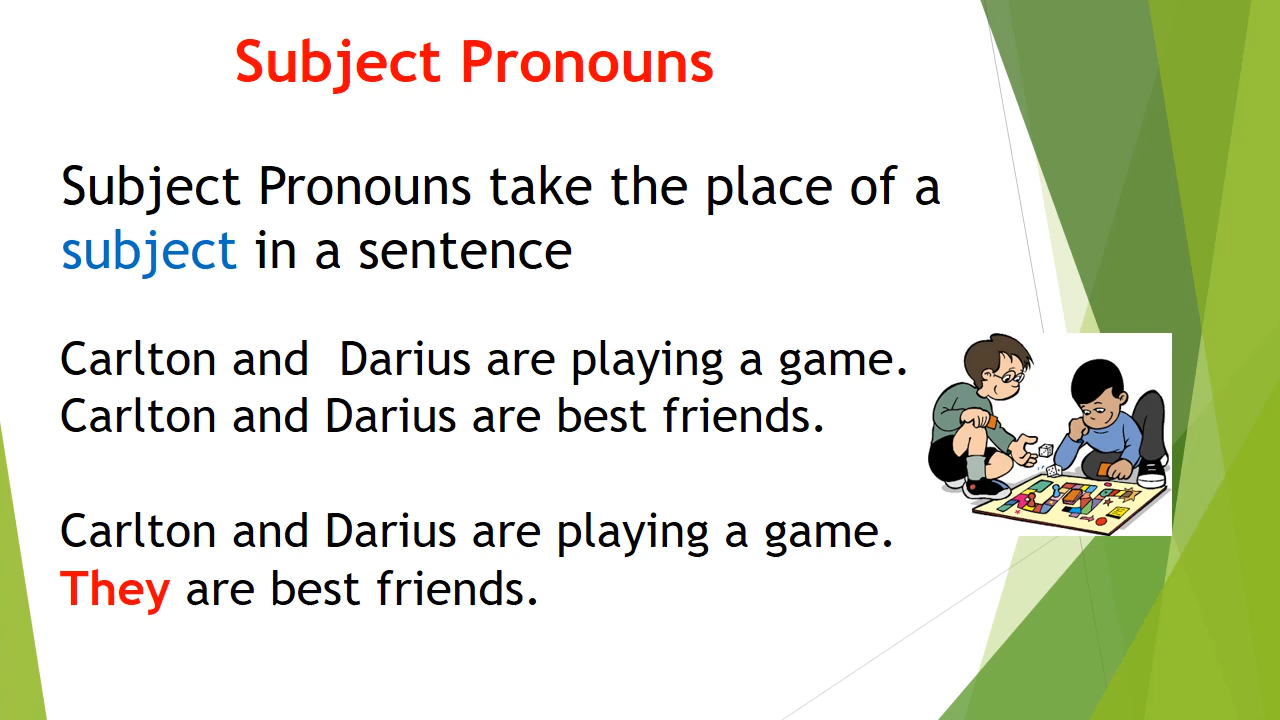 Subject Pronouns
Subject Pronouns take the place of a
subject in a sentence
Carlton and  Darius are playing a game.
Carlton and Darius are best friends.
Carlton and Darius are playing a game.
They are best friends.